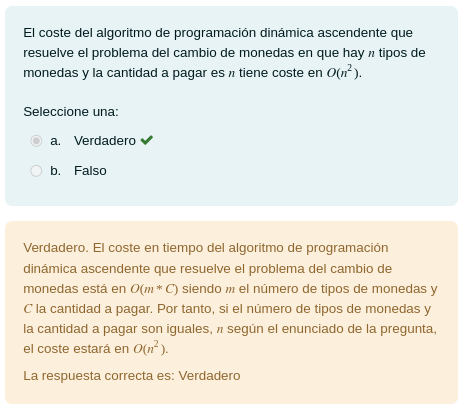 El coste del algoritmo de programación dinámica ascendente que
resuelve el problema del cambio de monedas en que hay n tipos de
monedas y la cantidad a pagar es n tiene coste en O(n²).
Seleccione una:
a. Verdadero ✔
b. Falso
Verdadero. El coste en tiempo del algoritmo de programación
dinámica ascendente que resuelve el problema del cambio de
monedas está en O(m * C) siendo m el número de tipos de monedas y
C la cantidad a pagar. Por tanto, si el número de tipos de monedas y
la cantidad a pagar son iguales, n según el enunciado de la pregunta,
el coste estará en O(n²).
La respuesta correcta es: Verdadero